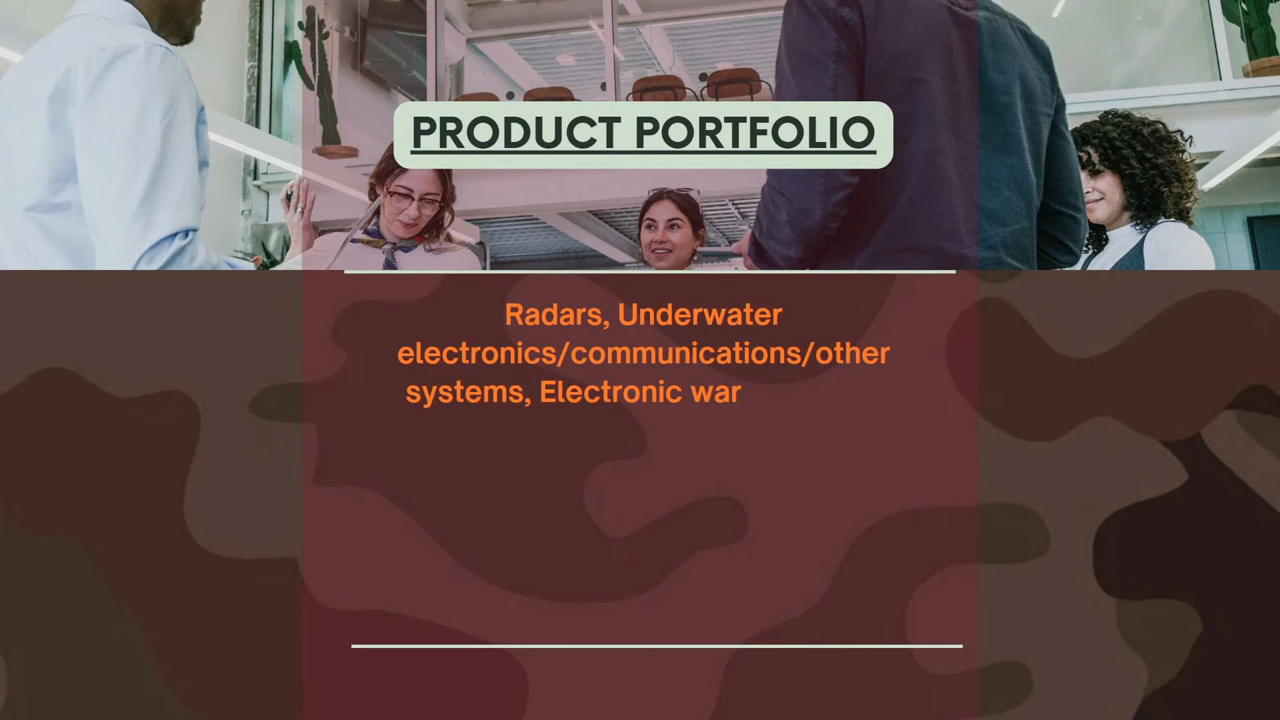 PRODUCT PORTFOLIO
Radars, Underwater
electronics/communications/other
systems, Electronic war